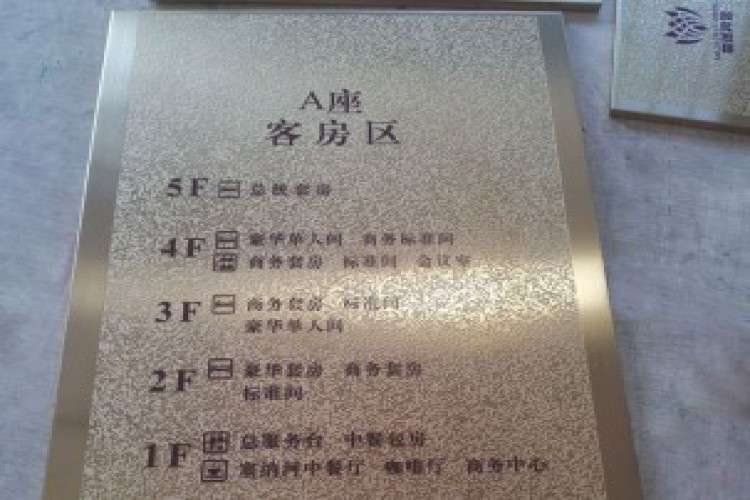 A座
客房区
5F 总统套房
4F 豪华单人间 商务标准间
商务套房 标准间 会议室
3F 商务套房 标准间
豪华单人间
2F 豪华套房 商务套房
标准间
1F 总服务台 中餐包房
塞纳河中餐厅 咖啡厅 商务中心